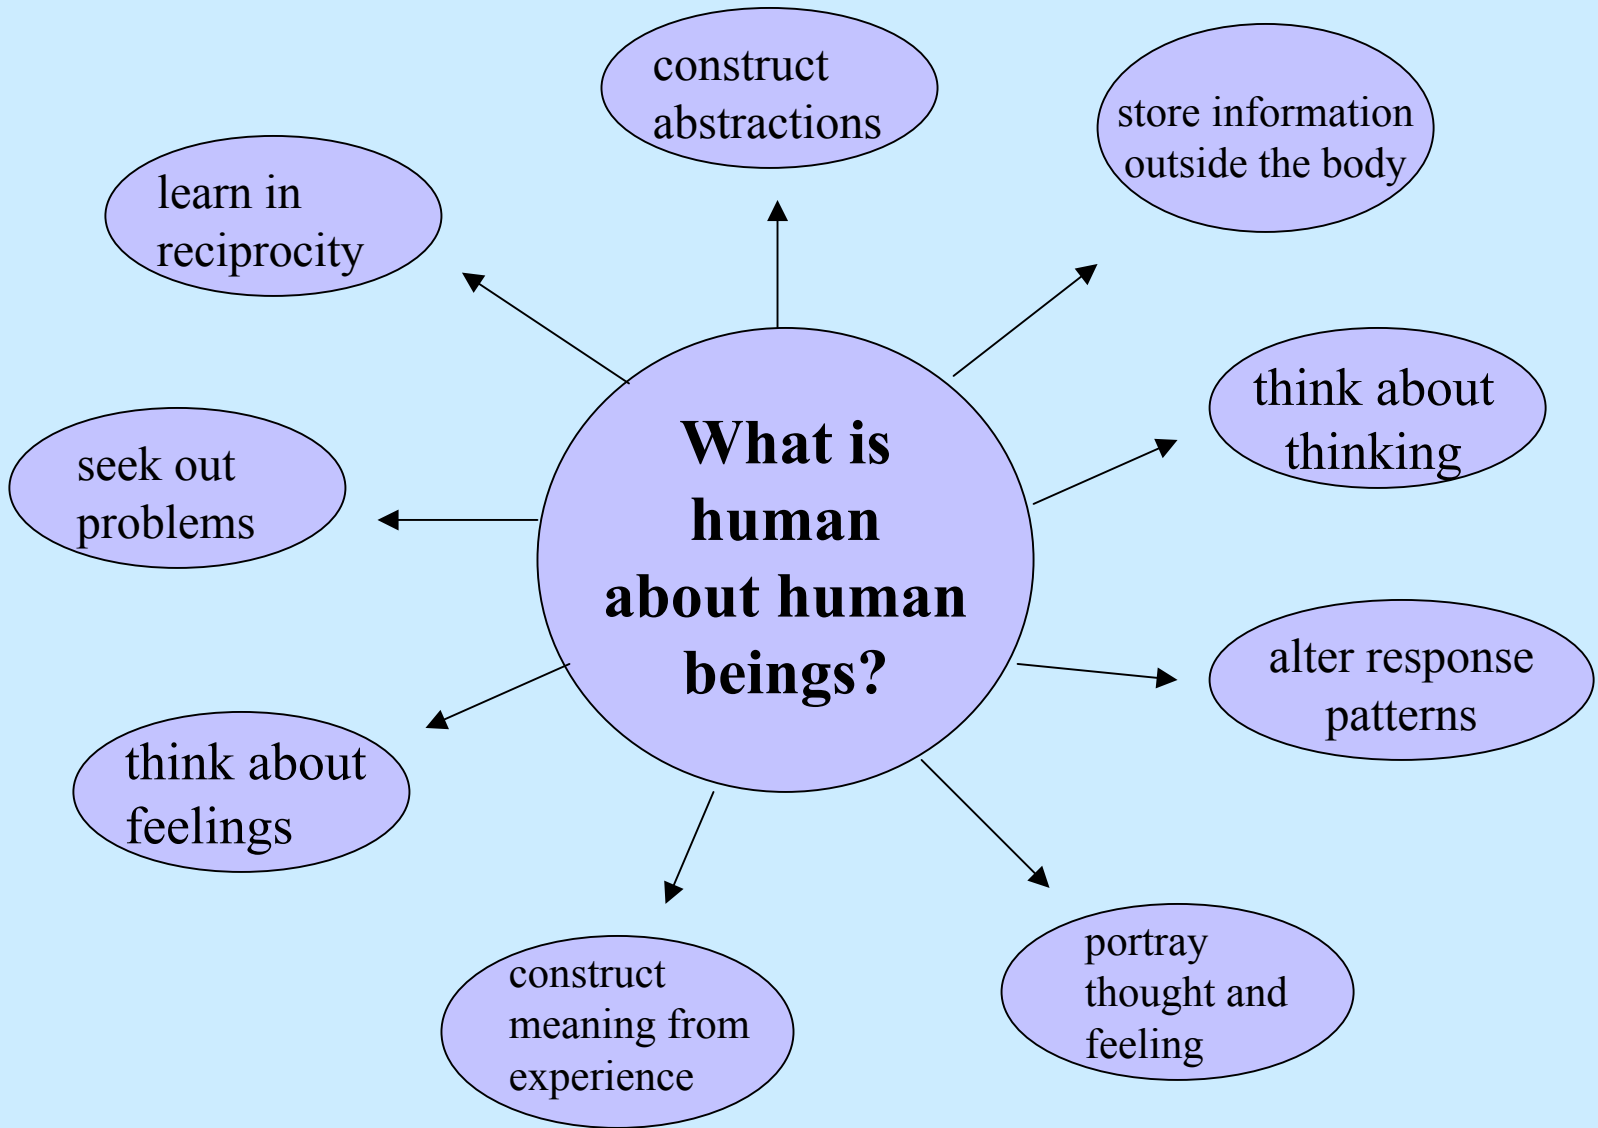 construct
abstractions
store information
outside the body
learn in
reciprocity
think about
thinking
What is
human
about human
beings?
seek out
problems
alter response
patterns
think about
feelings
portray
thought and
feeling
construct
meaning from
experience